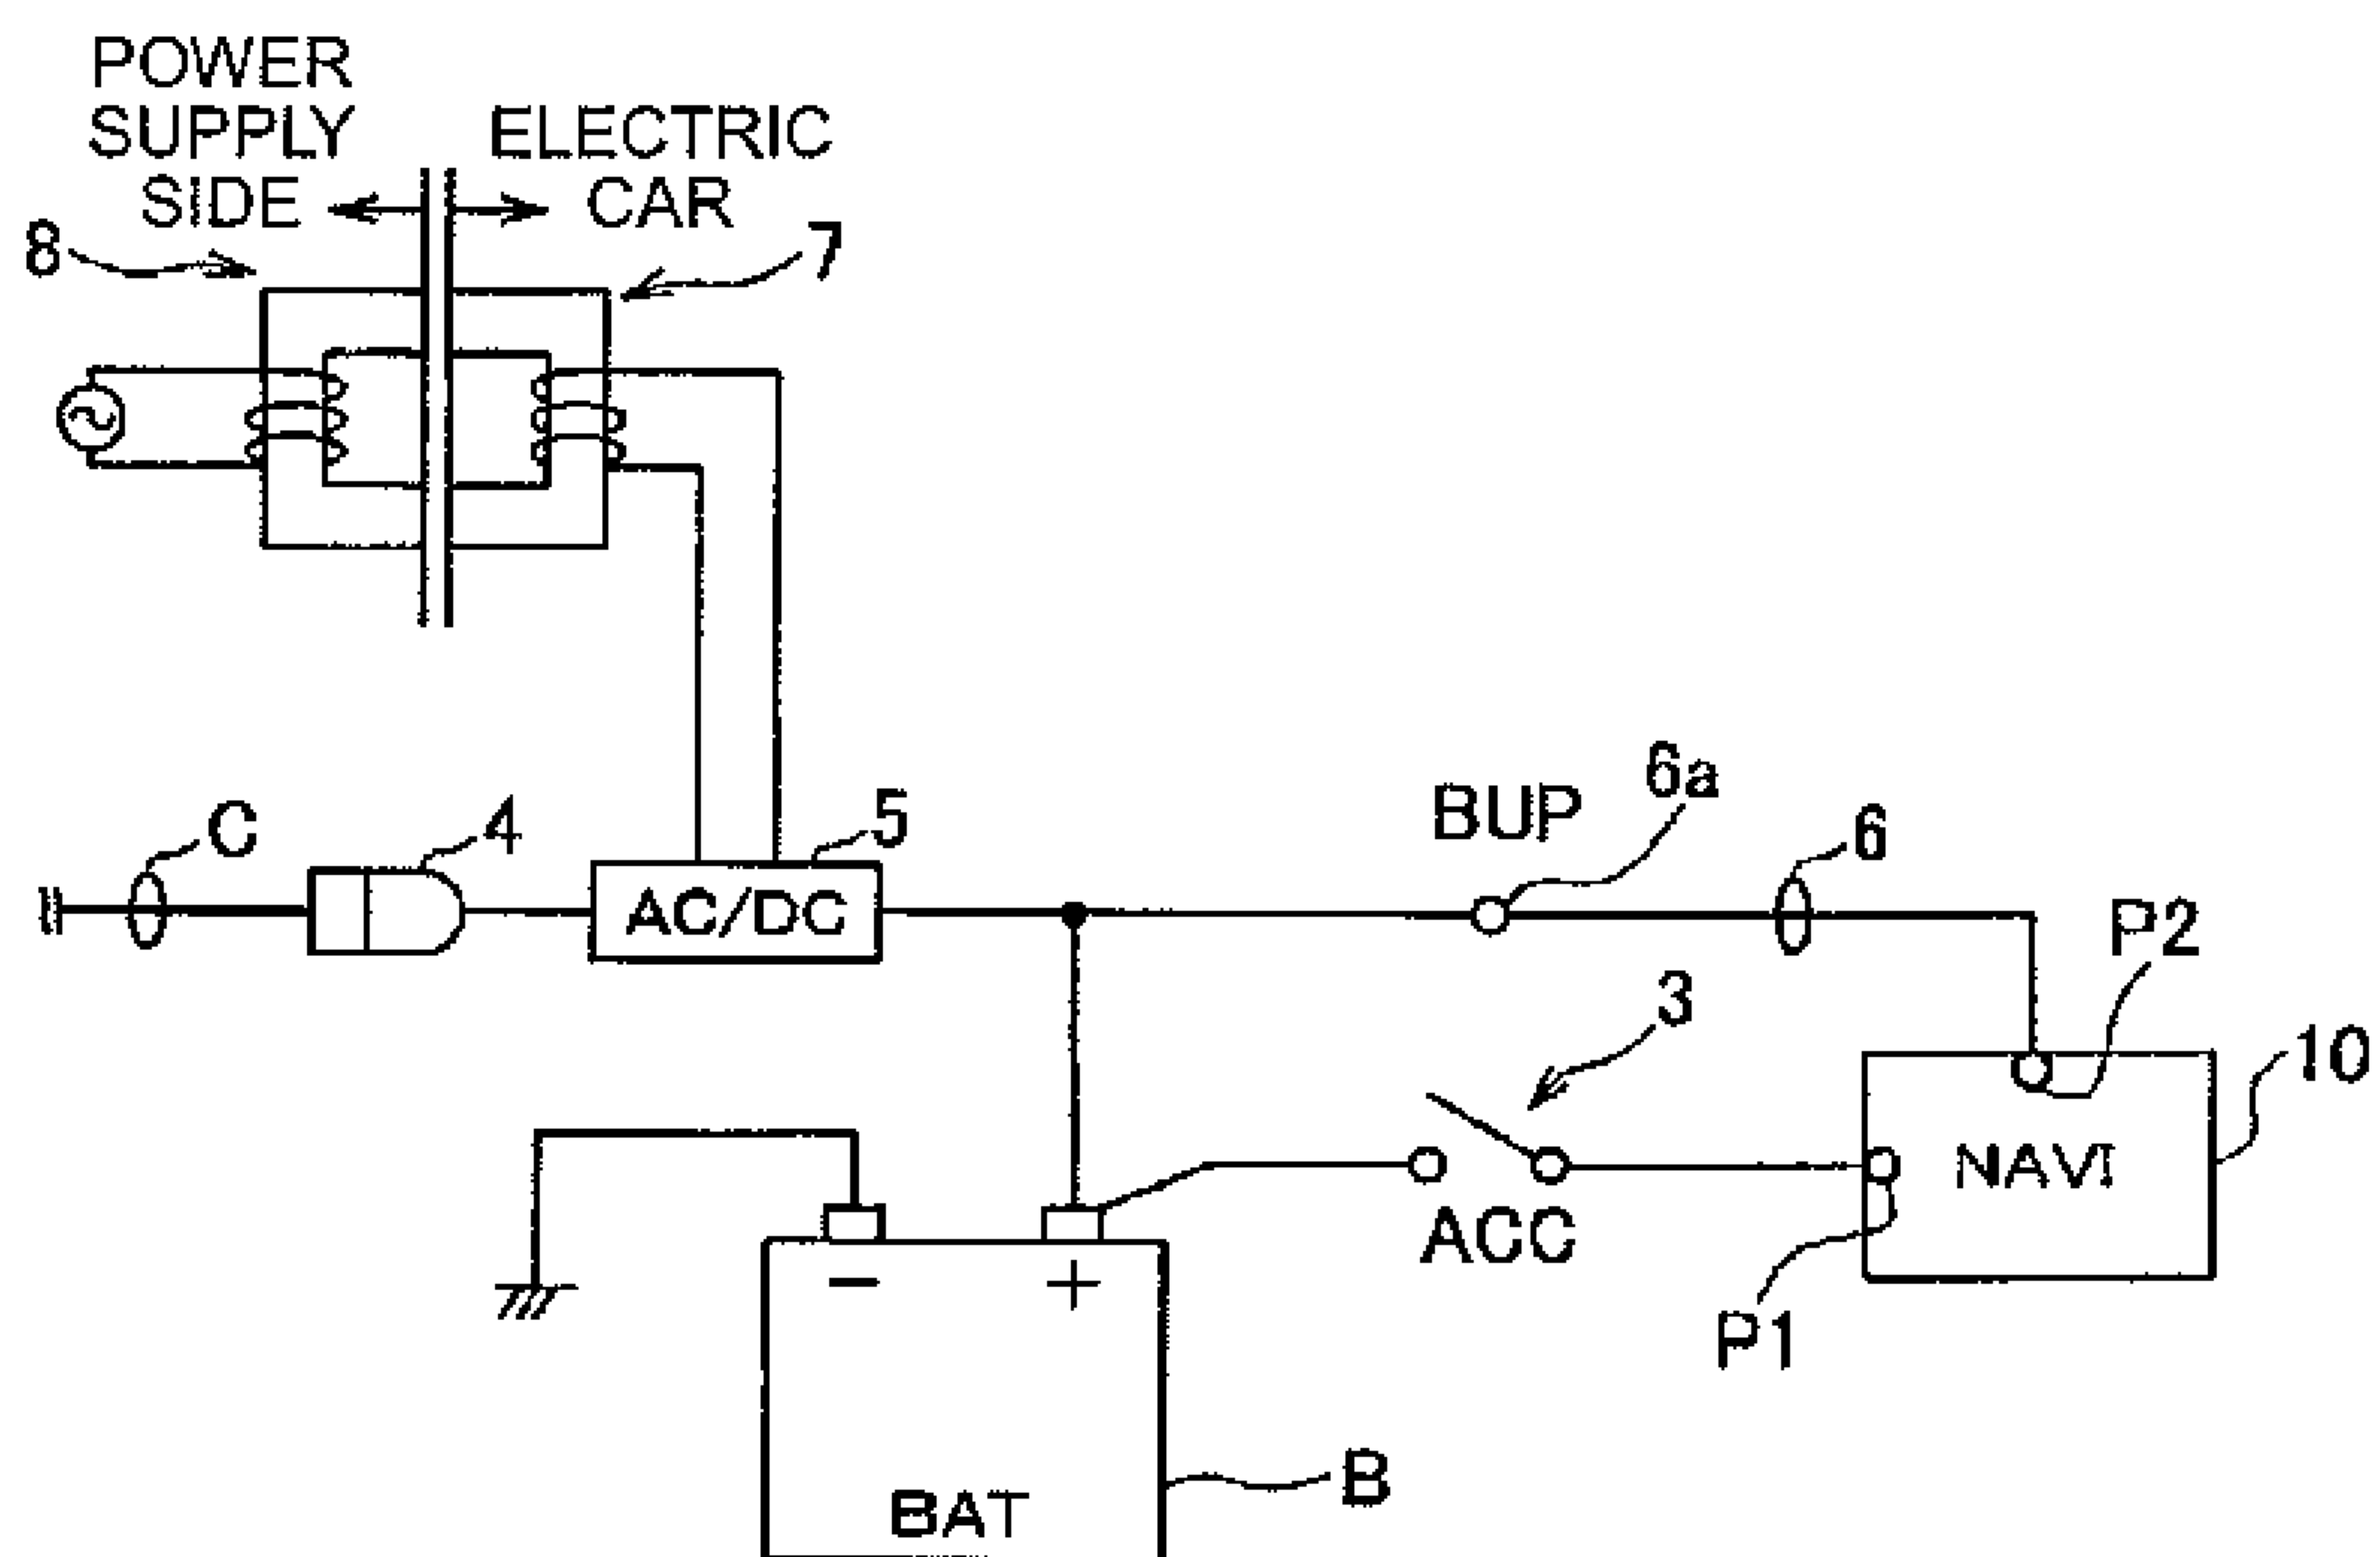 POWER
SUPPLY
SIDE
ELECTRIC
CAR
8
7
C
4
5
AC/DC
BUP
6a
6
P2
3
10
NAVI
ACC
P1
−
+
BAT
B